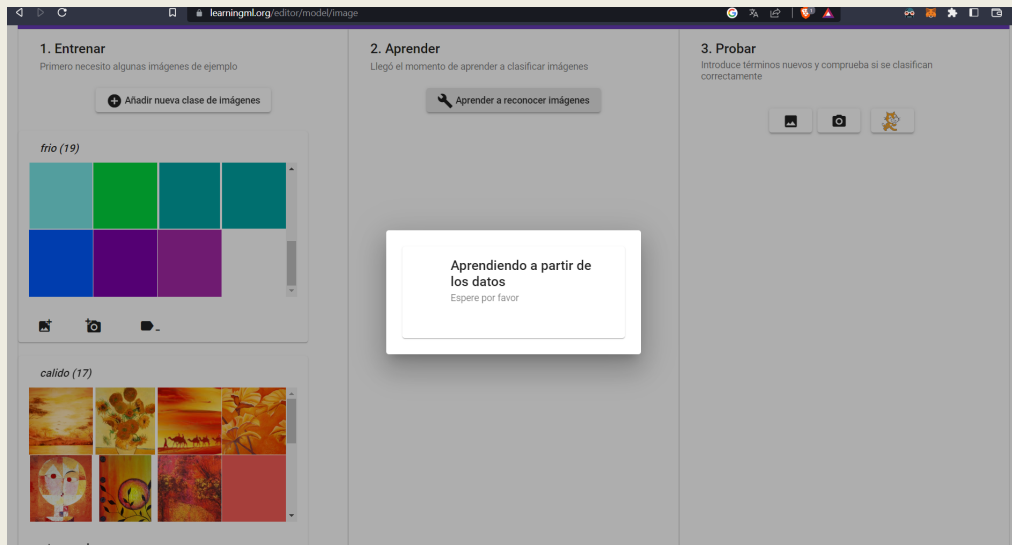 learningml.org/editor/model/image
1. Entrenar
Primero necesito algunas imágenes de ejemplo
Añadir nueva clase de imágenes
frio (19)
calido (17)
2. Aprender
Llegó el momento de aprender a clasificar imágenes
Aprender a reconocer imágenes
Aprendiendo a partir de
los datos
Espere por favor
3. Probar
Introduce términos nuevos y comprueba si se clasifican
correctamente